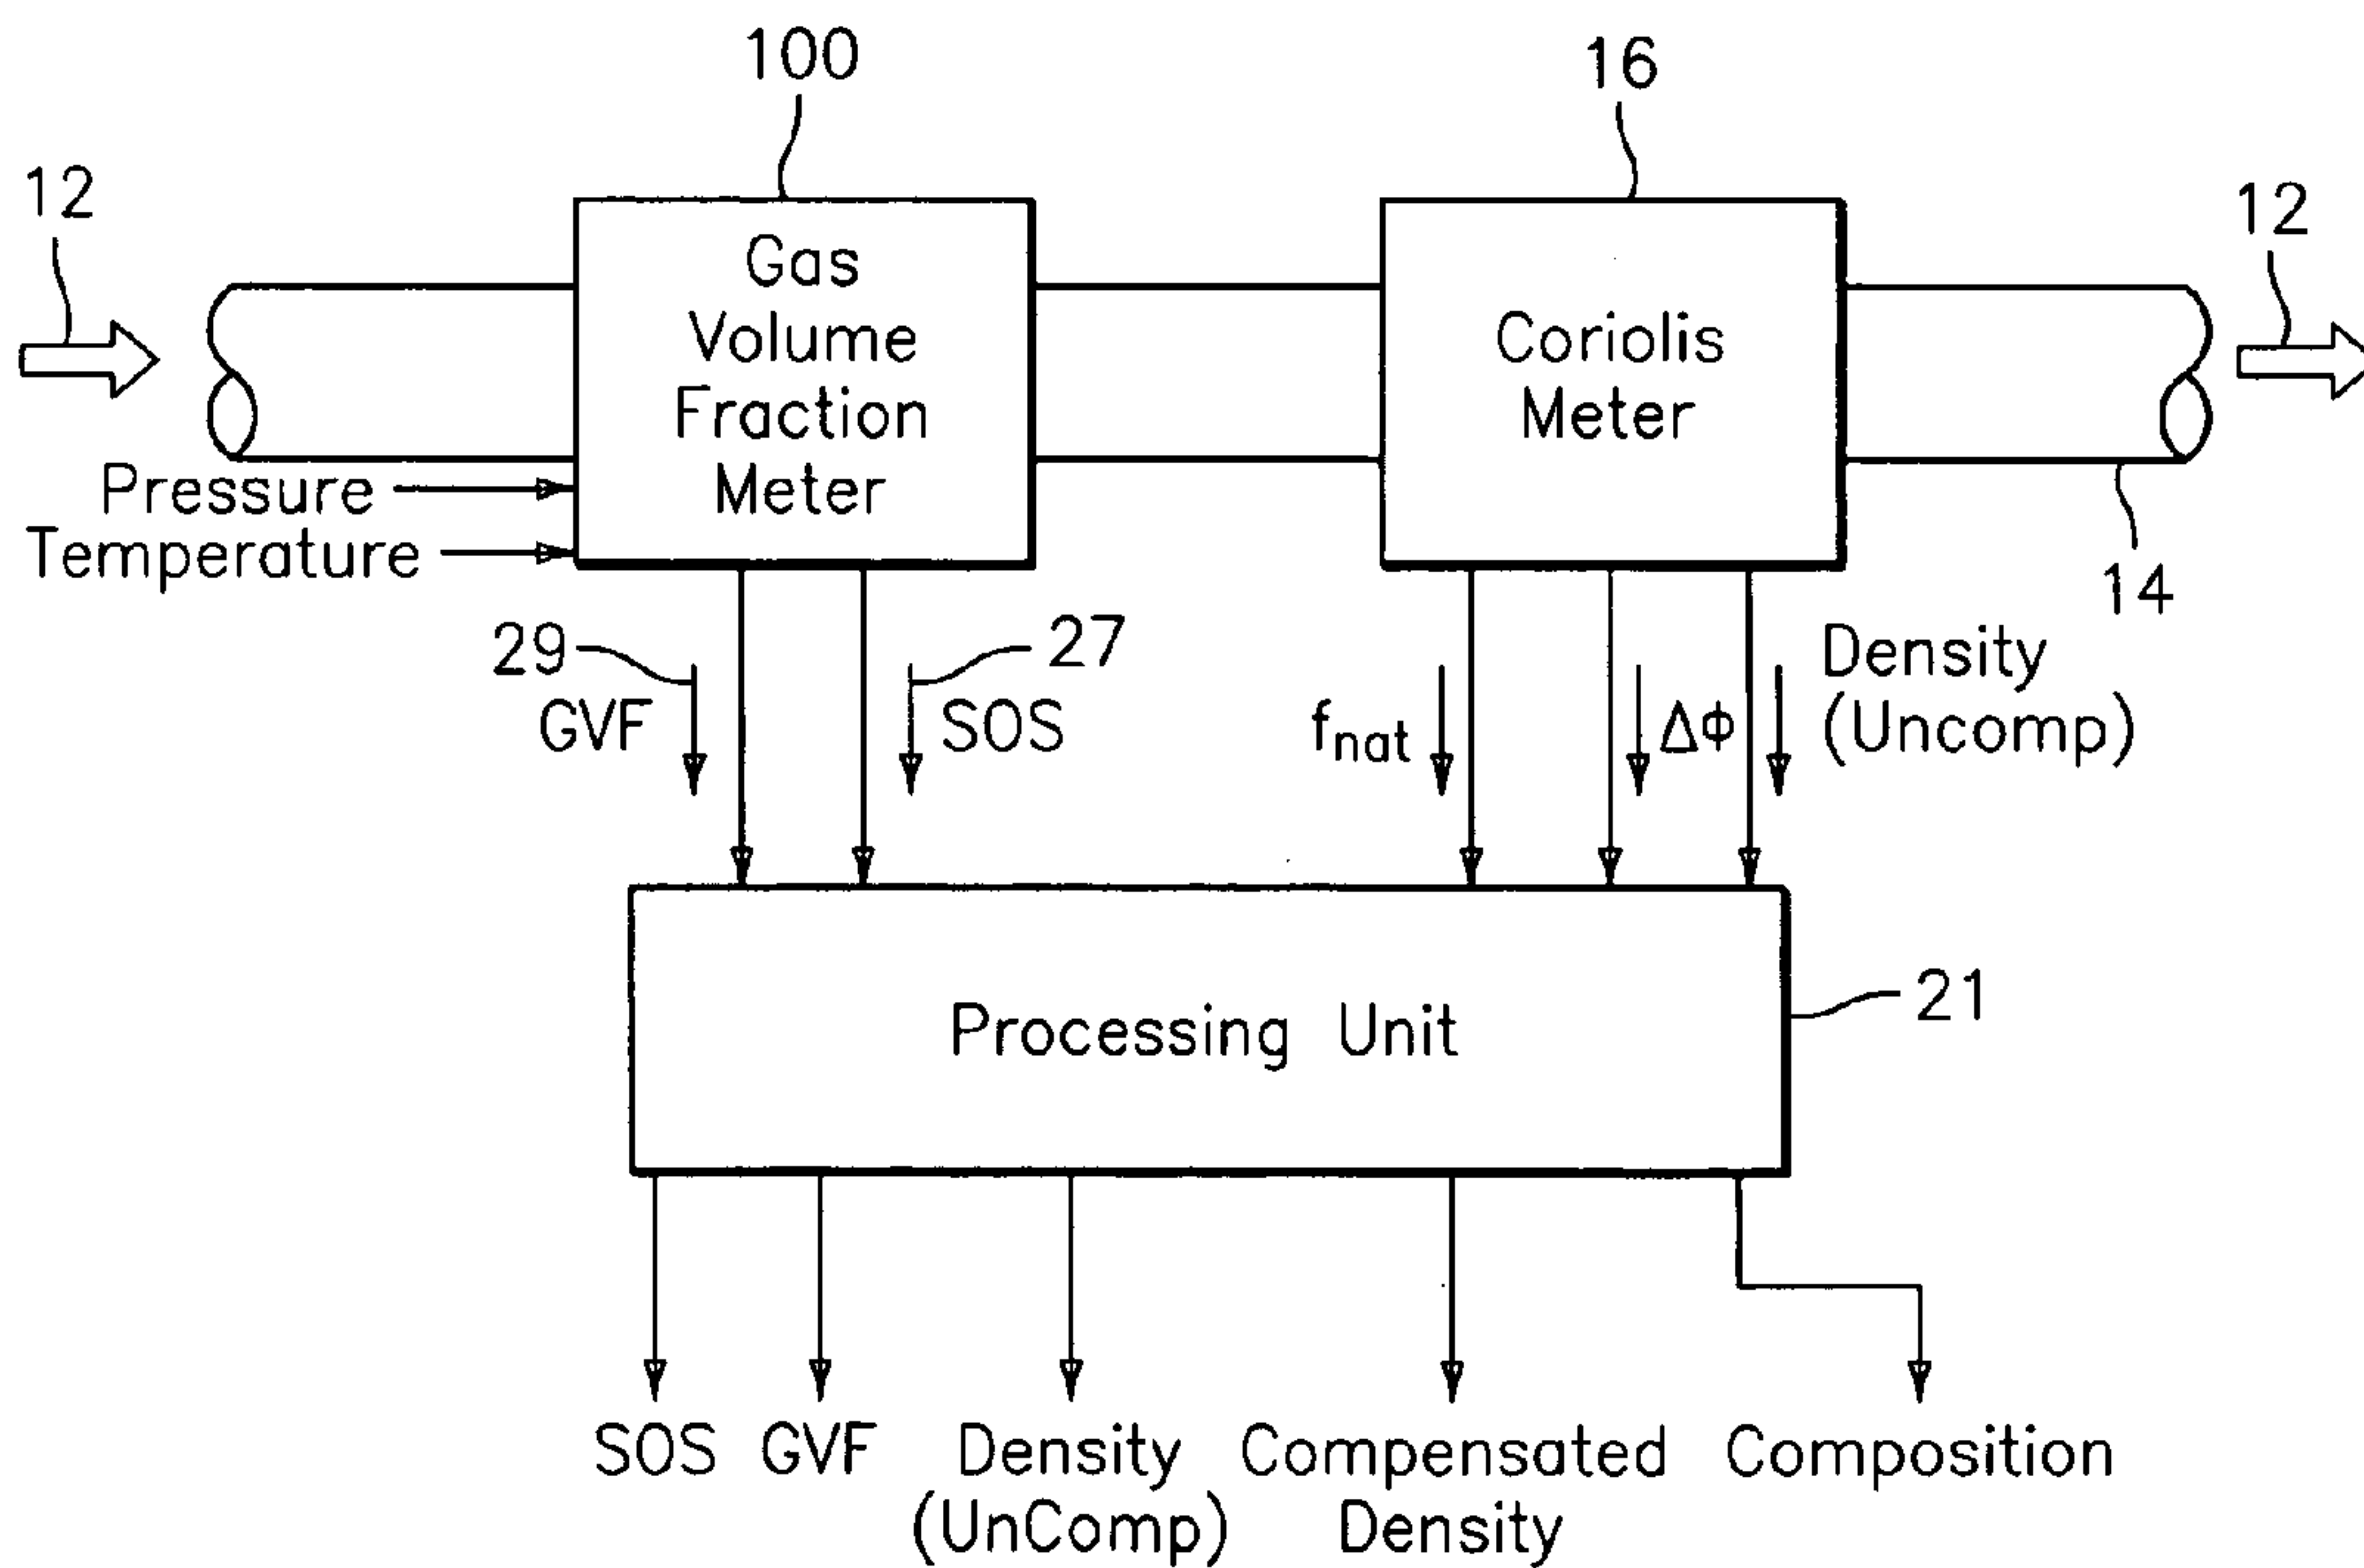 100
16
12
12
Gas
Volume
Fraction
Meter
Coriolis
Meter
Pressure
Temperature
14
29
GVF
27
SOS
fnat
ΔΦ
Density
(Uncomp)
Processing Unit
21
SOS
GVF
Density
(UnComp)
Compensated
Density
Composition